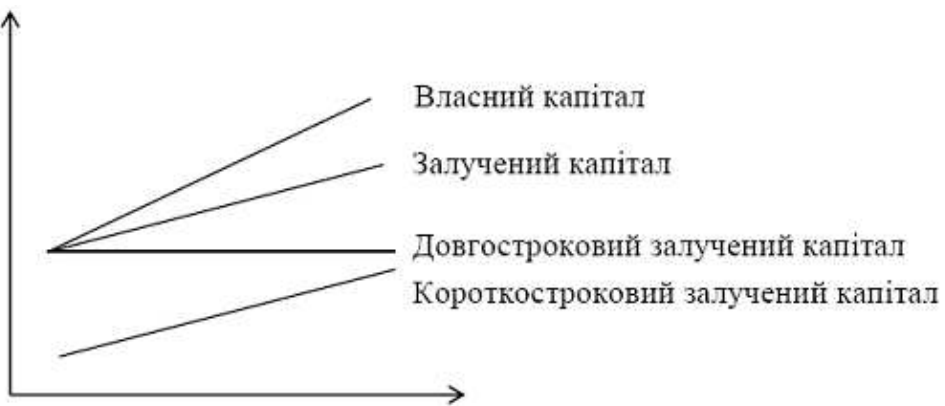 Власний капітал
Залучений капітал
Довгостроковий залучений капітал
Короткостроковий залучений капітал